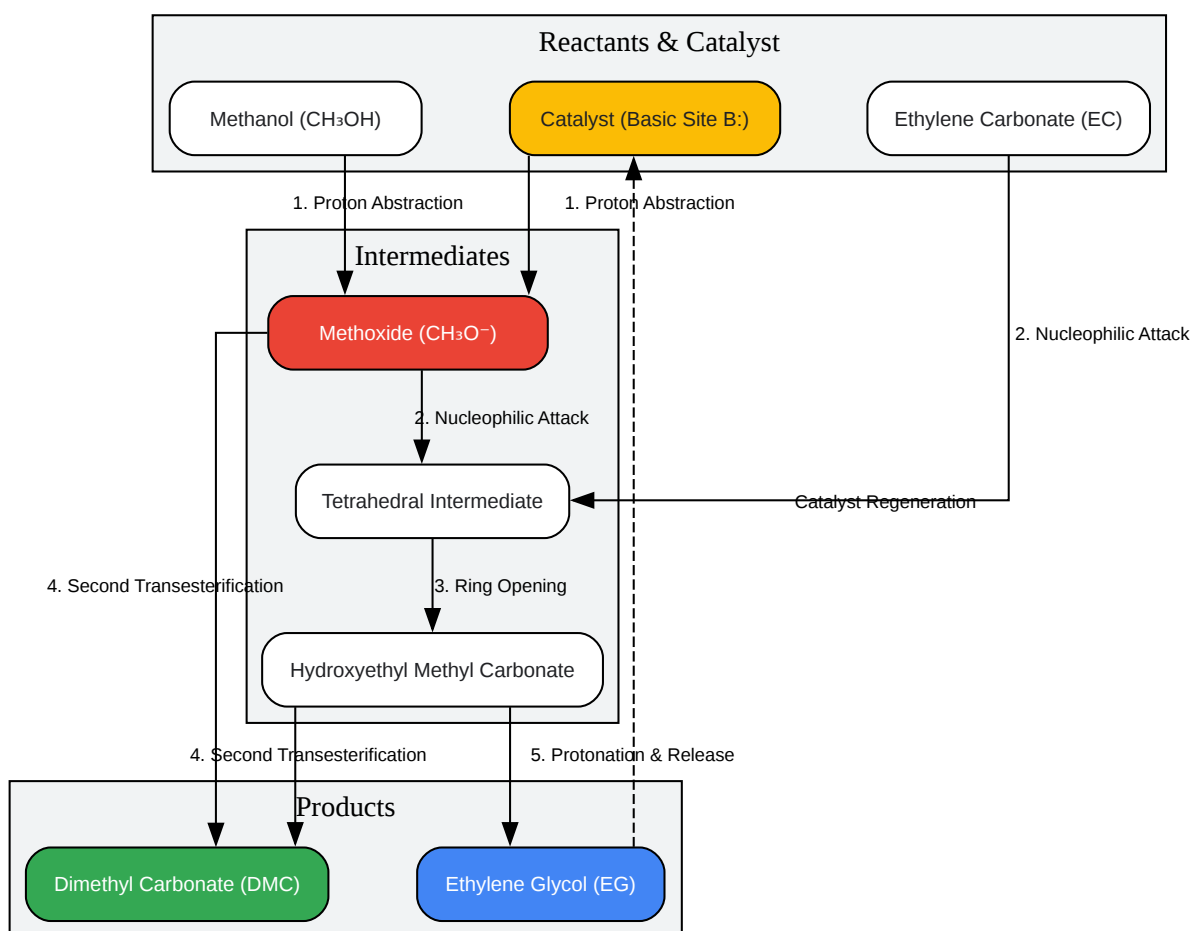 Reactants & Catalyst
Methanol (CH₃OH)
Catalyst (Basic Site B:)
Ethylene Carbonate (EC)
1. Proton Abstraction
1. Proton Abstraction
Intermediates
Methoxide (CH₃O⁻)
2. Nucleophilic Attack
2. Nucleophilic Attack
Tetrahedral Intermediate
Catalyst Regeneration
4. Second Transesterification
3. Ring Opening
Hydroxyethyl Methyl Carbonate
4. Second Transesterification
5. Protonation & Release
Products
Dimethyl Carbonate (DMC)
Ethylene Glycol (EG)